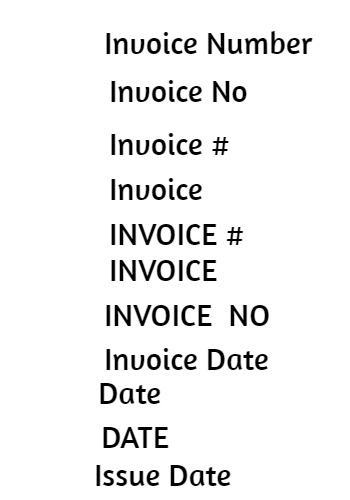 Invoice Number
Invoice No
Invoice #
Invoice
INVOICE #
INVOICE
INVOICE  NO
Invoice Date
Date
DATE
Issue Date